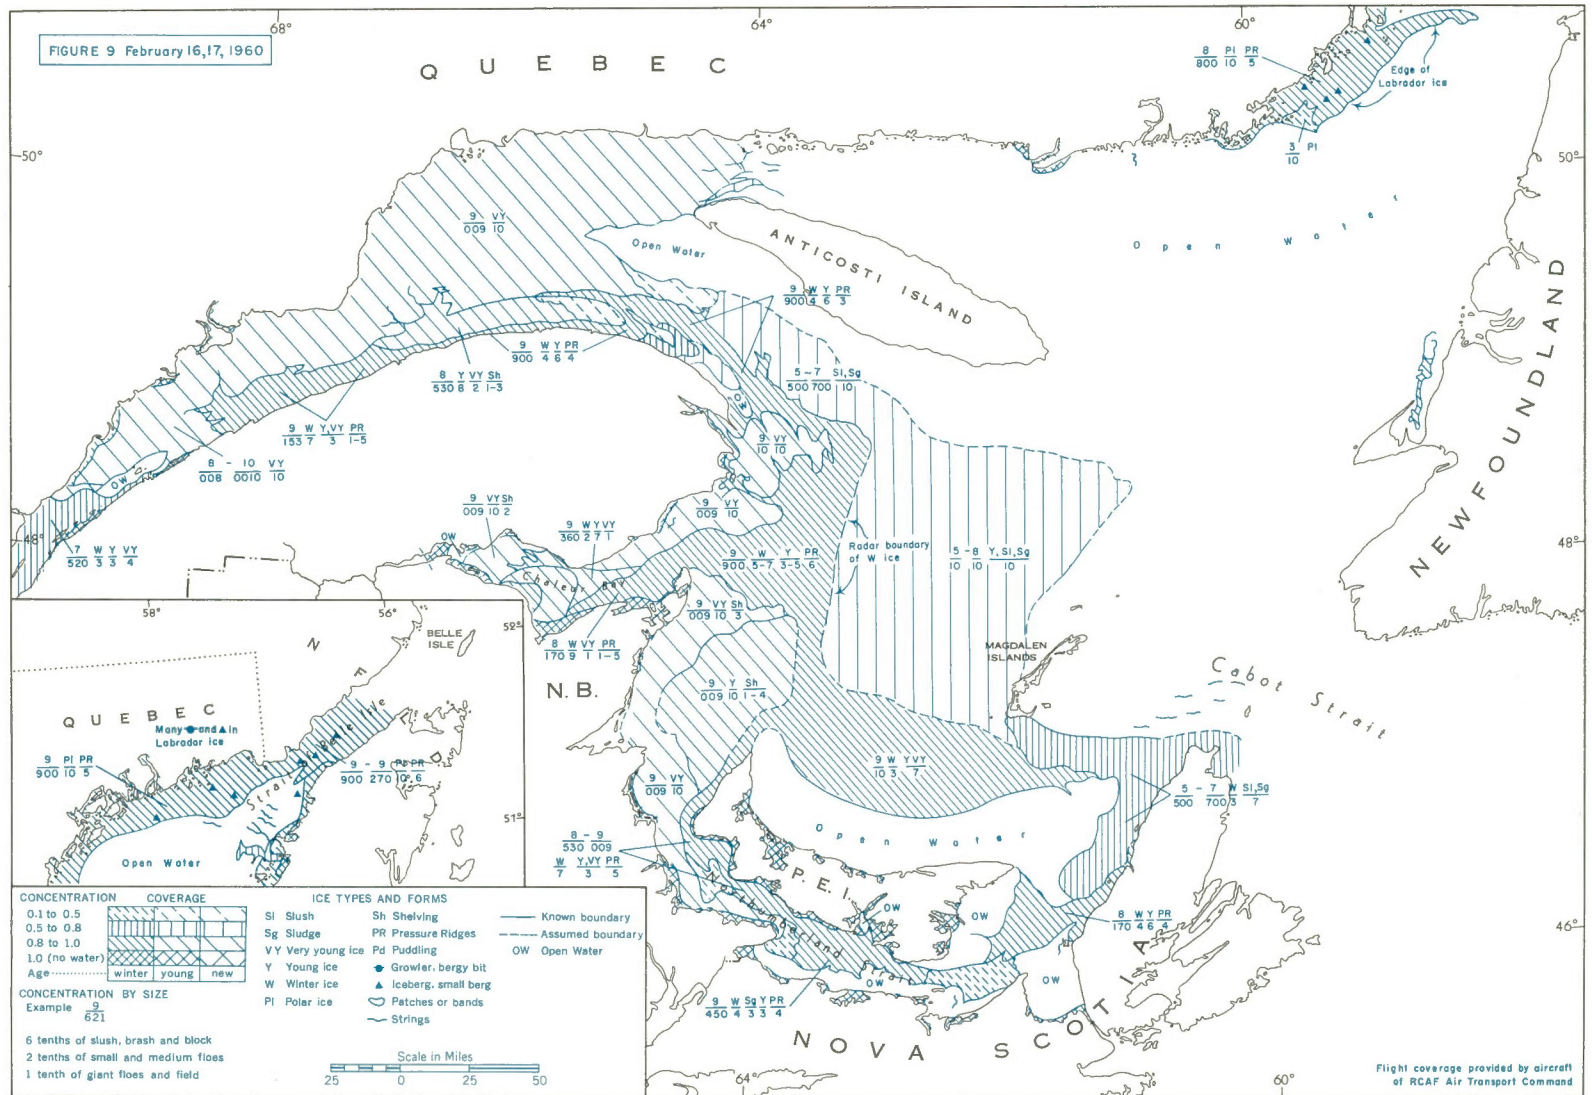 FIGURE 9 February 16,17, 1960
68°
64°
60°
QUEBEC
8 PI PR
800 10 5
Edge of
Labrador ice
50°
50°
3 PI
10
9 VY
009 10
Open Water
ANTICOSTI ISLAND
Open Water
9 W Y PR
900 4 6 3
9 W Y PR
900 4 6 4
8 Y VY Sh
530 8 2 1-3
5-7 Sl,Sg
500 700 10
OW
9 W Y,VY PR
153 7 3 1-5
9 VY
10 10
8 - 10 VY
008 0010 10
OW
NEWFOUNDLAND
9 VY Sh
009 10 2
9 VY
009 10
9 W Y VY
360 2 7 1
OW
48°
48°
7 W Y VY
520 3 3 4
Radar boundary
of W ice
9 W Y PR
900 5-7 3-5 6
5-8 Y,Sl,Sg
10 10 10
Chaleur Bay
9 VY Sh
009 10 3
8 W VY PR
170 9 1 1-5
MAGDALEN
ISLANDS
Cabot Strait
N.B.
9 Y Sh
009 10 1-4
58°
56°
52°
BELLE
ISLE
NFLD
QUEBEC
Many and in
Labrador ice
9 PI PR
900 10 5
Strait of Belle Isle
9 - 9 PI PR
900 270 10 6
51°
Open Water
9 VY
009 10
9 W Y VY
10 3 7
5-7 W Sl,Sg
500 700 3 7
Open Water
8 - 9
530 009
W Y,VY PR
7 3 5
P.E.I.
OW
OW
Northumberland Strait
8 W Y PR
170 4 6 4
46°
OW
OW
9 W Sg Y PR
450 4 3 3 4
NOVA SCOTIA
64°
60°
CONCENTRATION COVERAGE
0.1 to 0.5
0.5 to 0.8
0.8 to 1.0
1.0 (no water)
Age winter young new
CONCENTRATION BY SIZE
Example 9
621
6 tenths of slush, brash and block
2 tenths of small and medium floes
1 tenth of giant floes and field
ICE TYPES AND FORMS
Sl Slush
Sg Sludge
VY Very young ice
Y Young ice
W Winter ice
PI Polar ice
Sh Shelving
PR Pressure Ridges
Pd Puddling
Growler, bergy bit
Iceberg, small berg
Patches or bands
Strings
Known boundary
Assumed boundary
OW Open Water
Scale in Miles
25 0 25 50
Flight coverage provided by aircraft
of RCAF Air Transport Command